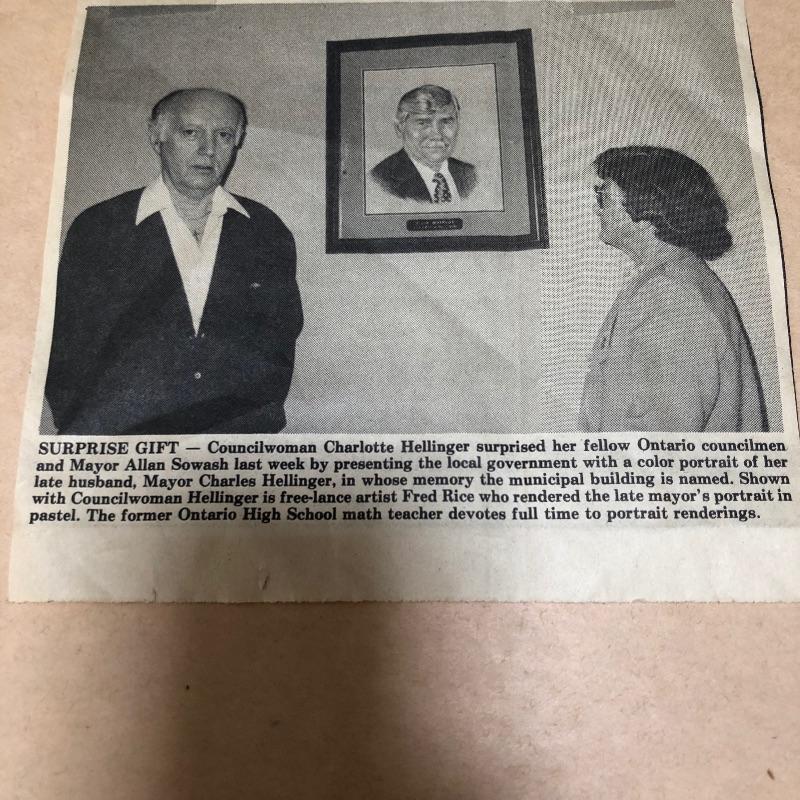 SURPRISE GIFT — Councilwoman Charlotte Hellinger surprised her fellow Ontario councilmen
and Mayor Allan Sowash last week by presenting the local government with a color portrait of her
late husband, Mayor Charles Hellinger, in whose memory the municipal building is named. Shown
with Councilwoman Hellinger is free-lance artist Fred Rice who rendered the late mayor's portrait in
pastel. The former Ontario High School math teacher devotes full time to portrait renderings.